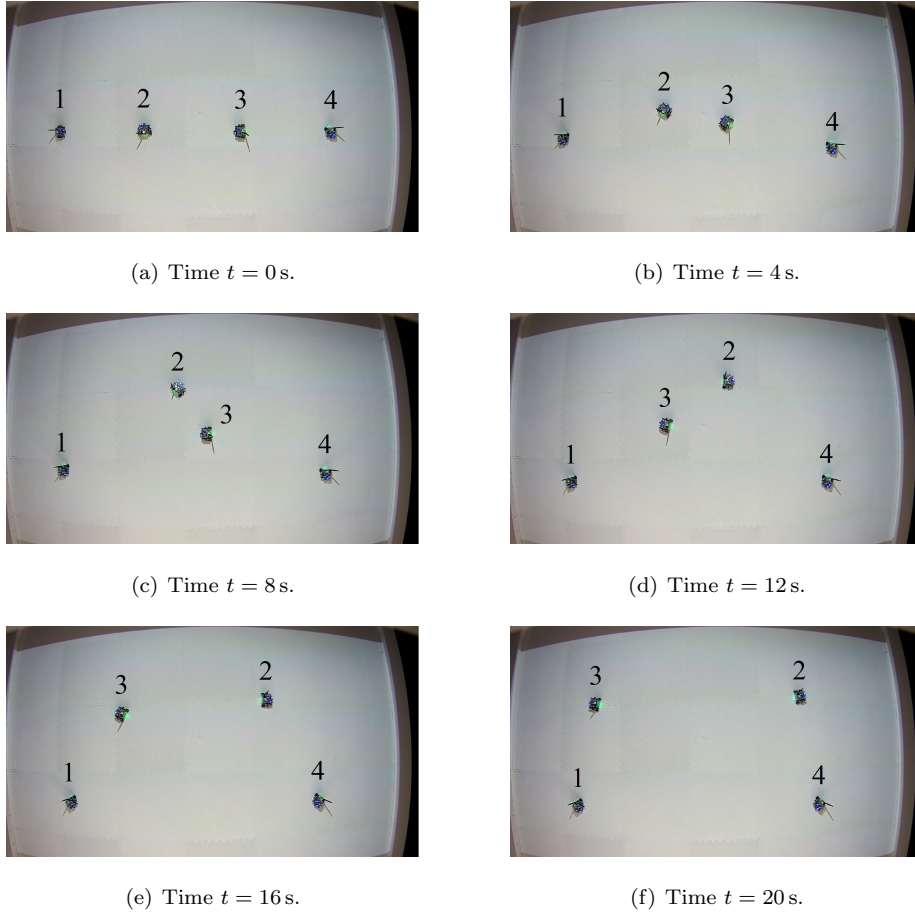 1 2 3 4
(a) Time t = 0 s.
1 2 3 4
(b) Time t = 4 s.
2
3
1 4
(c) Time t = 8 s.
2
3
1 4
(d) Time t = 12 s.
3 2
1 4
(e) Time t = 16 s.
3 2
1 4
(f) Time t = 20 s.